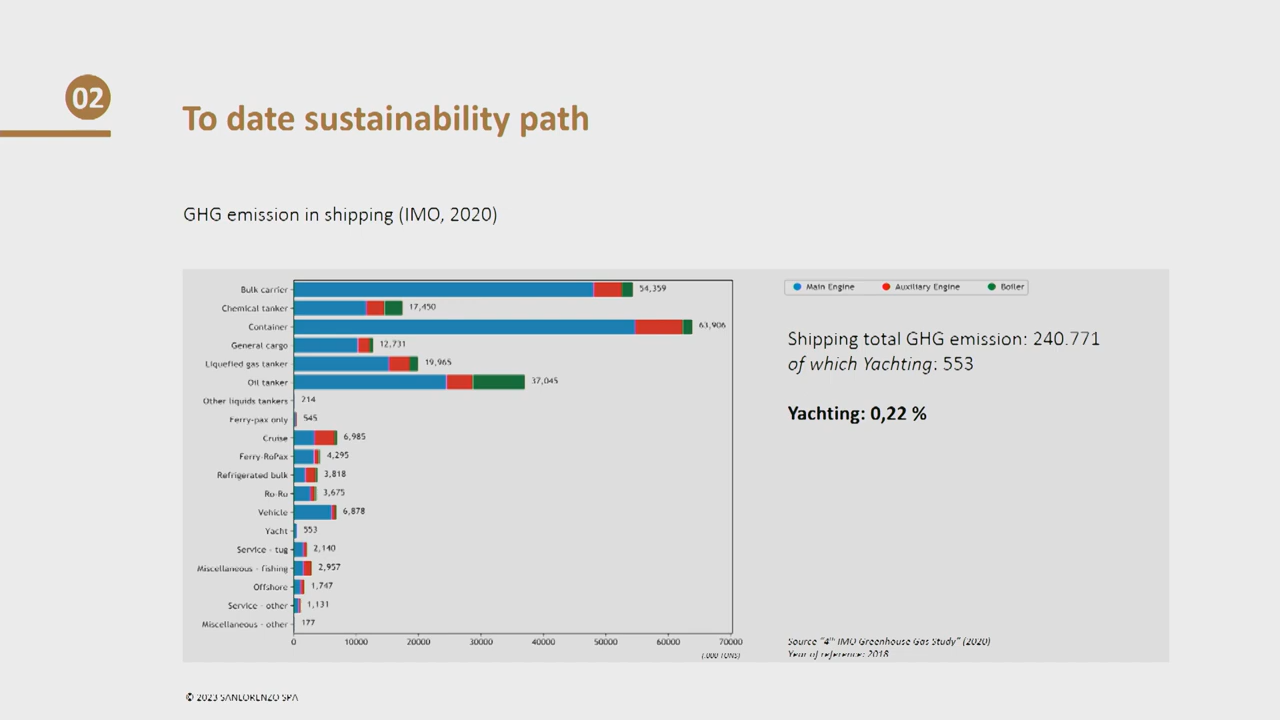 02
To date sustainability path
GHG emission in shipping (IMO, 2020)
Bulk carrier 54,359
Chemical tanker 17,450
Container 63,906
General cargo 12,731
Liquefied gas tanker 19,965
Oil tanker 37,045
Other liquids tankers 214
Ferry-pax only 545
Cruise 6,985
Ferry-RoPax 4,295
Refrigerated bulk 3,818
Ro-Ro 3,675
Vehicle 6,878
Yacht 553
Service - tug 2,140
Miscellaneous - fishing 2,957
Offshore 1,747
Service - other 1,131
Miscellaneous - other 177
0 10000 20000 30000 40000 50000 60000 70000
(.000 TONS)
Main Engine Auxiliary Engine Boiler
Shipping total GHG emission: 240.771
of which Yachting: 553
Yachting: 0,22 %
Source "4th IMO Greenhouse Gas Study" (2020)
Year of reference: 2018
© 2023 SANLORENZO SPA